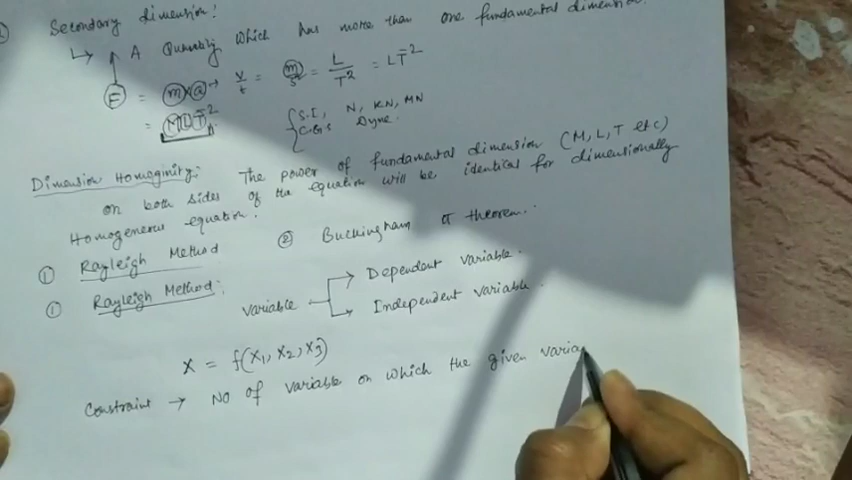 Secondary dimension:
A Quantity which has more than one fundamental dimension.
F = m × a → v/t = m/s² = L/T² = LT⁻²
= MLT⁻²
S.I, N, KN, MN
C.G.S Dyne.
Dimension Homoginity: The power of fundamental dimension (M, L, T etc)
on both sides of the equation will be identical for dimensionally
Homogeneous equation.
① Rayleigh Method ② Buckingham π theorem.
① Rayleigh Method:
variable → Dependent variable.
→ Independent variable.
X = f(X₁, X₂, X₃)
Constraint → No of variable on which the given varia